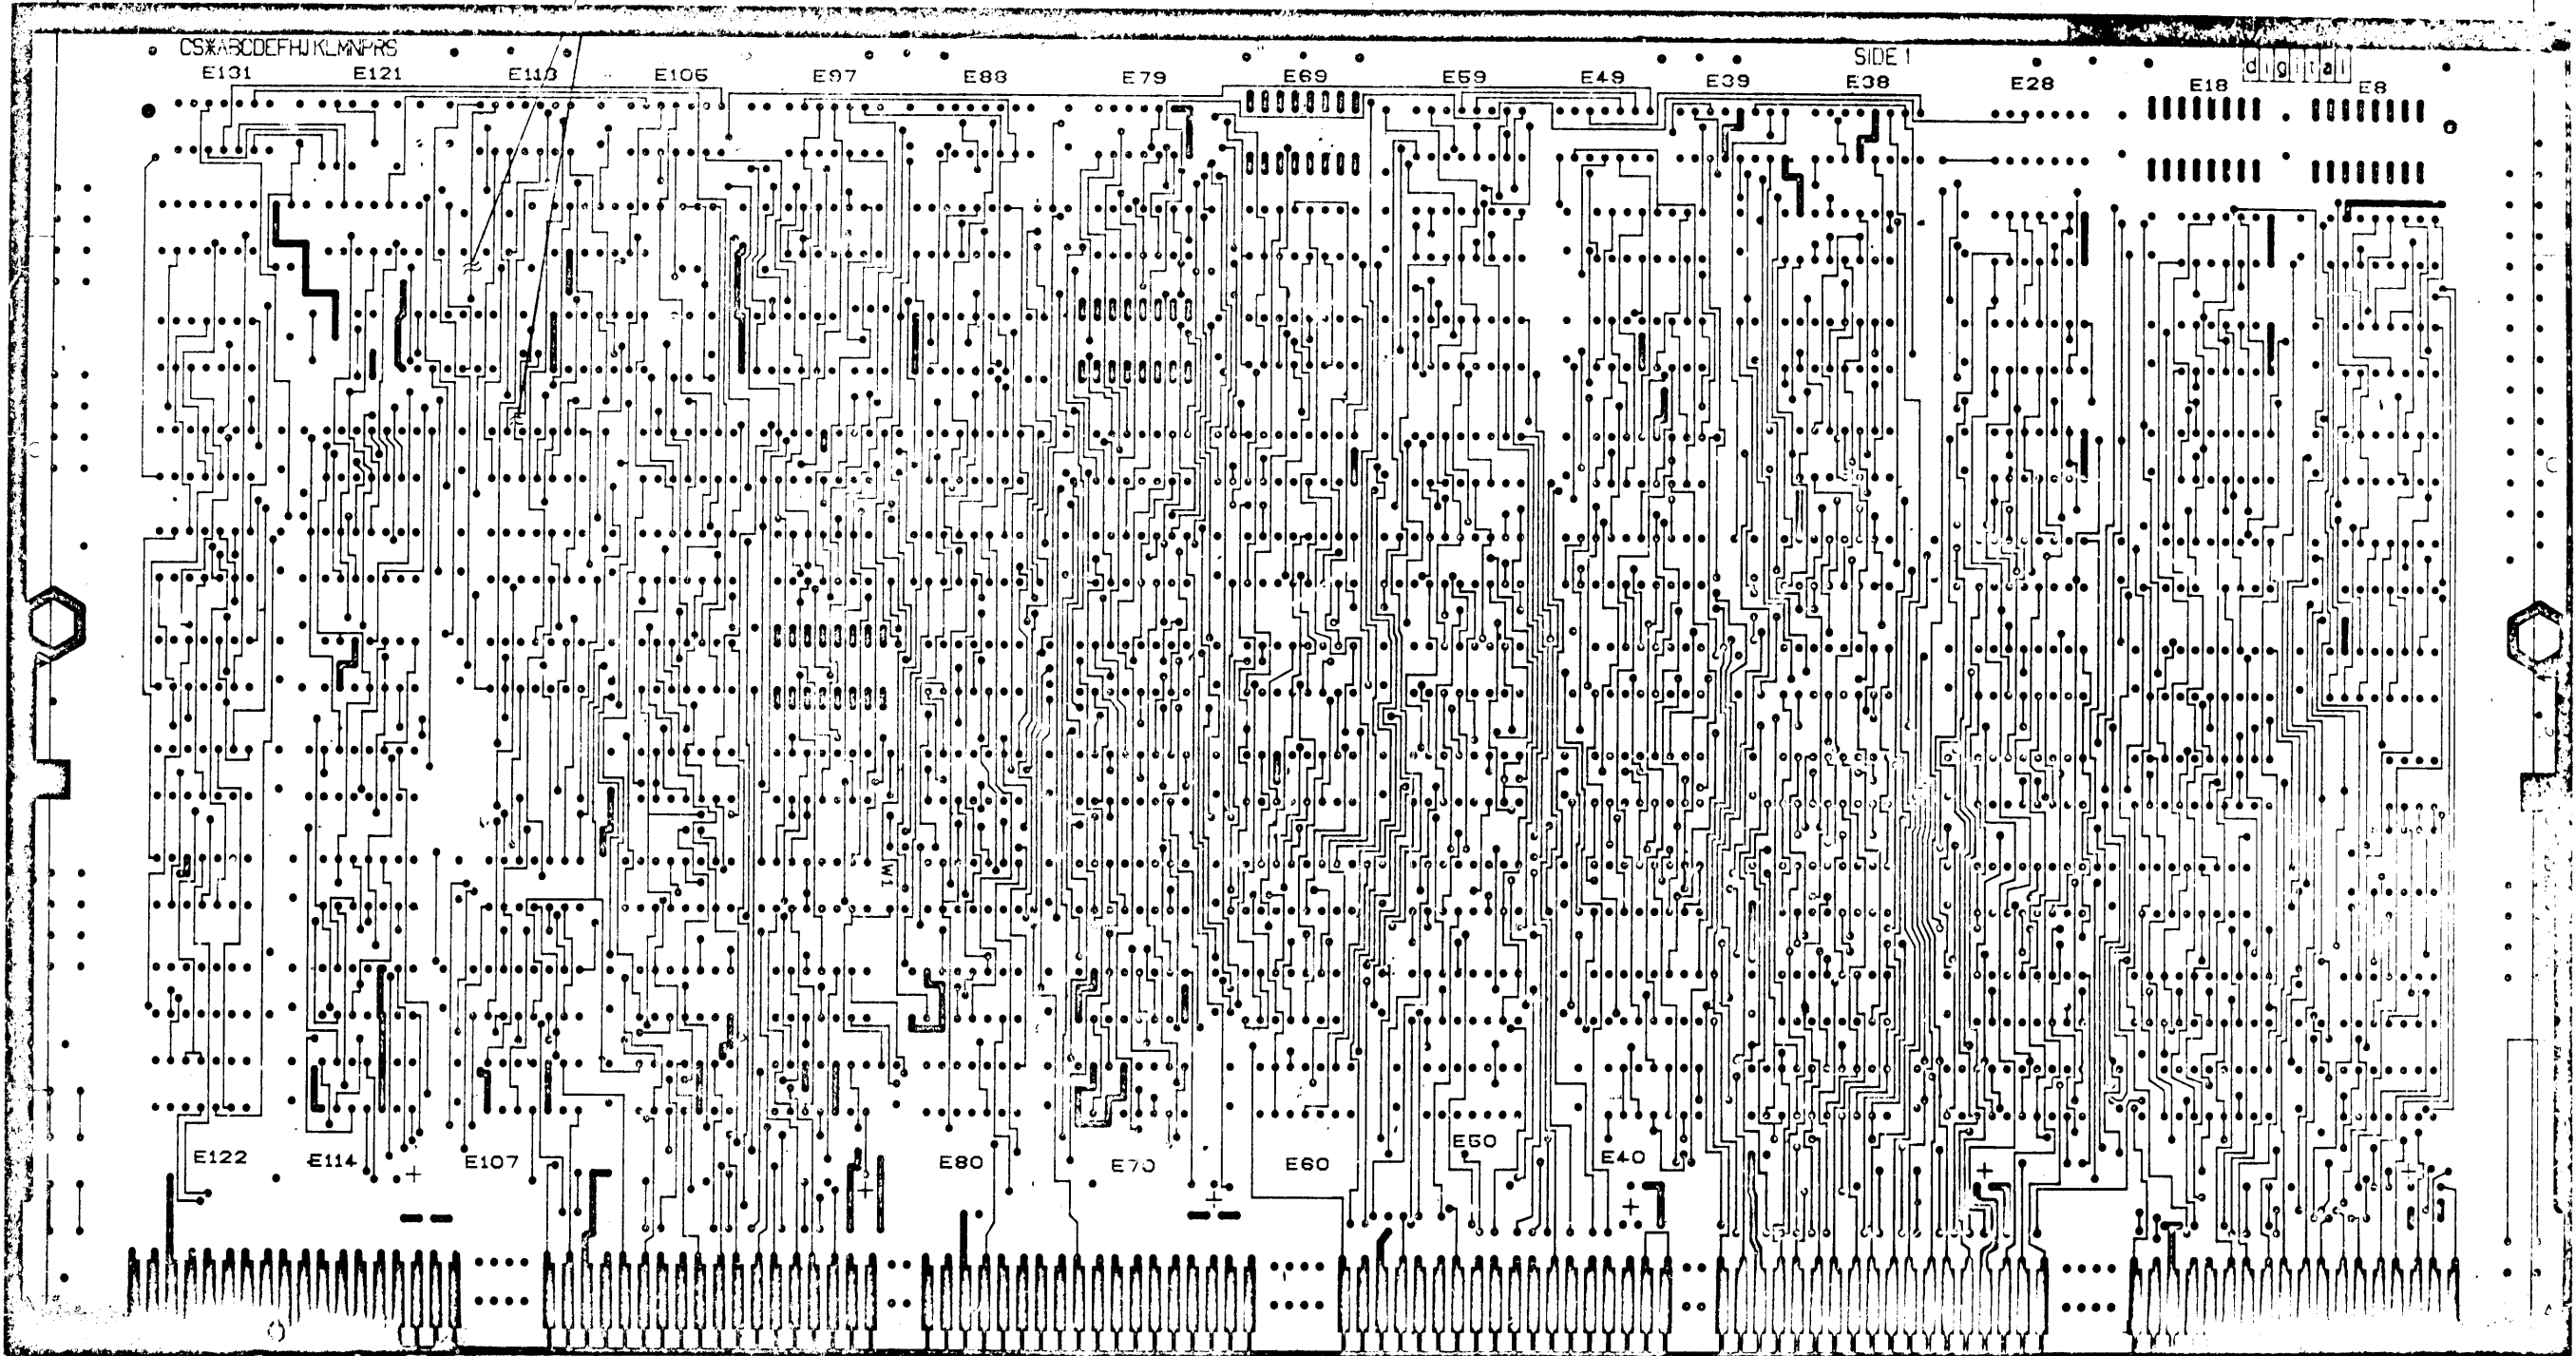 CS*ABCDEFHJKLMNPRS
SIDE 1
digital
E131 E121 E113 E106 E97 E88 E79 E69 E59 E49 E39 E38 E28 E18 E8
W1
E122 E114 E107 E80 E70 E60 E50 E40